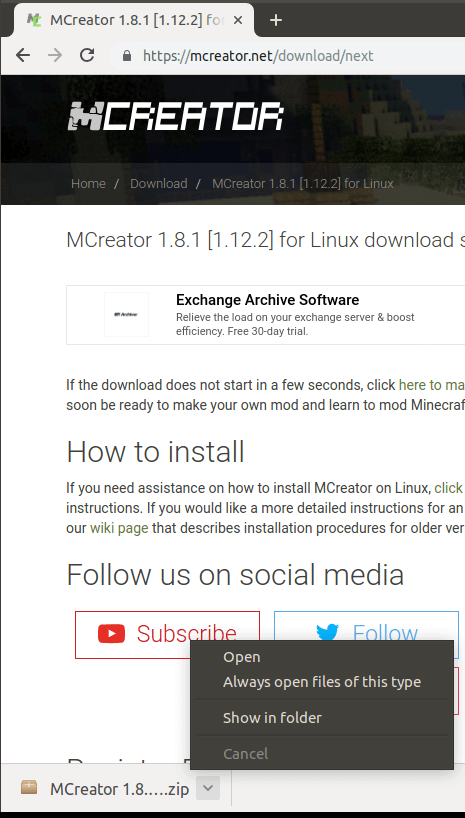 MCreator 1.8.1 [1.12.2] fo
https://mcreator.net/download/next
MCREATOR
Home / Download / MCreator 1.8.1 [1.12.2] for Linux
MCreator 1.8.1 [1.12.2] for Linux download s
Exchange Archive Software
Relieve the load on your exchange server & boost
efficiency. Free 30-day trial.
If the download does not start in a few seconds, click here to ma
soon be ready to make your own mod and learn to mod Minecraf
How to install
If you need assistance on how to install MCreator on Linux, click
instructions. If you would like a more detailed instructions for an
our wiki page that describes installation procedures for older ver
Follow us on social media
Subscribe
Follow
Open
Always open files of this type
Show in folder
Cancel
MCreator 1.8.….zip